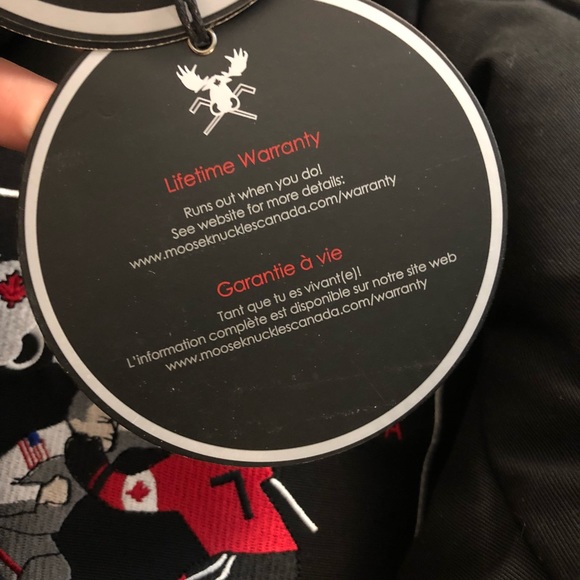 Lifetime Warranty
Runs out when you do!
See website for more details:
www.mooseknucklescanada.com/warranty
Garantie à vie
Tant que tu es vivant(e)!
L'information complète est disponible sur notre site web
www.mooseknucklescanada.com/warranty
7
A